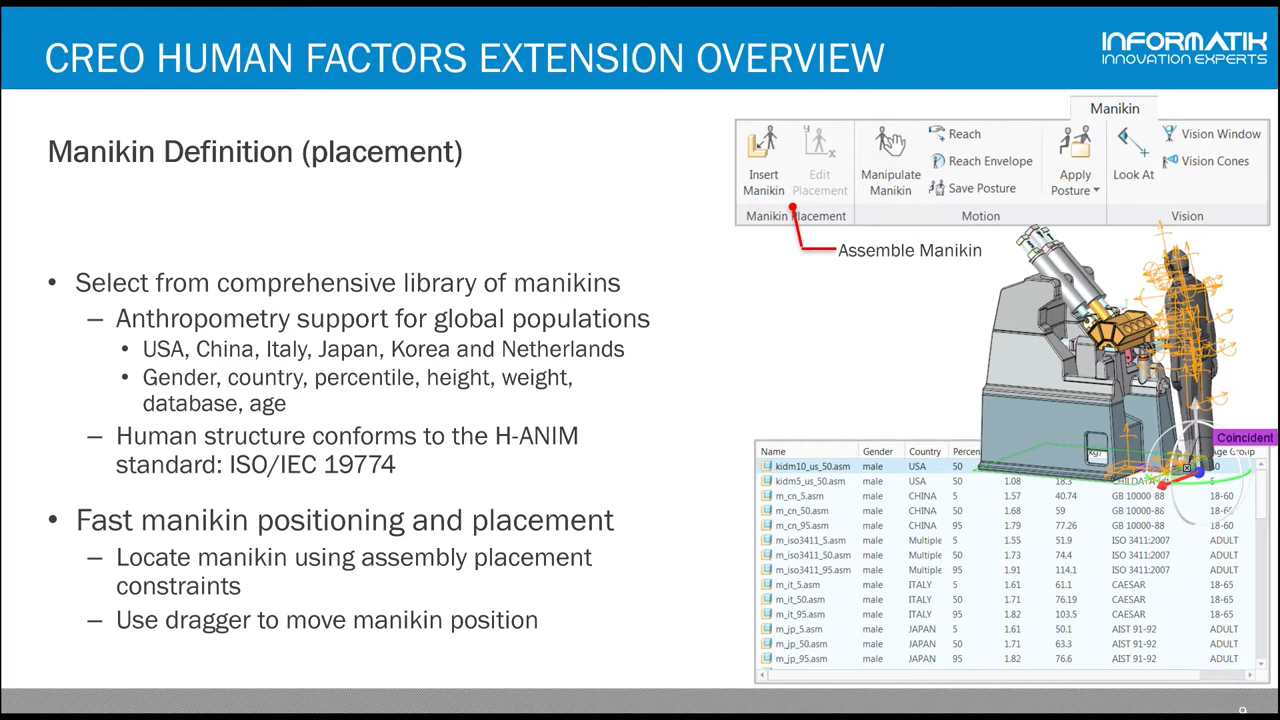 CREO HUMAN FACTORS EXTENSION OVERVIEW
INFORMATIK
INNOVATION EXPERTS
Manikin Definition (placement)
• Select from comprehensive library of manikins
– Anthropometry support for global populations
• USA, China, Italy, Japan, Korea and Netherlands
• Gender, country, percentile, height, weight,
database, age
– Human structure conforms to the H-ANIM
standard: ISO/IEC 19774
• Fast manikin positioning and placement
– Locate manikin using assembly placement
constraints
– Use dragger to move manikin position
Manikin
Insert
Manikin
Edit
Placement
Manikin Placement
Manipulate
Manikin
Reach
Reach Envelope
Save Posture
Apply
Posture
Motion
Look At
Vision Window
Vision Cones
Vision
Assemble Manikin
Coincident
Name Gender Country Percen kg) Age Group
kidm10_us_50.asm male USA 50
kidm5_us_50.asm male USA 50 1.08 18.3 5
m_cn_5.asm male CHINA 5 1.57 40.74 GB 10000-88 18-60
m_cn_50.asm male CHINA 50 1.68 59 GB 10000-88 18-60
m_cn_95.asm male CHINA 95 1.79 77.26 GB 10000-88 18-60
m_iso3411_5.asm male Multiple 5 1.55 51.9 ISO 3411:2007 ADULT
m_iso3411_50.asm male Multiple 50 1.73 74.4 ISO 3411:2007 ADULT
m_iso3411_95.asm male Multiple 95 1.91 114.1 ISO 3411:2007 ADULT
m_it_5.asm male ITALY 5 1.61 61.1 CAESAR 18-65
m_it_50.asm male ITALY 50 1.71 76.19 CAESAR 18-65
m_it_95.asm male ITALY 95 1.82 103.5 CAESAR 18-65
m_jp_5.asm male JAPAN 5 1.61 50.1 AIST 91-92 ADULT
m_jp_50.asm male JAPAN 50 1.71 63.3 AIST 91-92 ADULT
m_jp_95.asm male JAPAN 95 1.82 76.6 AIST 91-92 ADULT